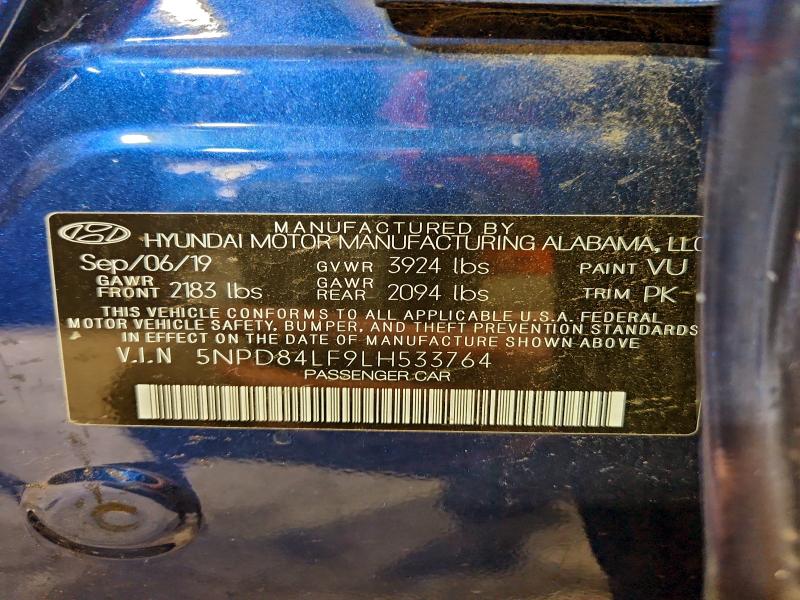 MANUFACTURED BY
HYUNDAI MOTOR MANUFACTURING ALABAMA, LLC
Sep/06/19 GVWR 3924 lbs PAINT VU
GAWR FRONT 2183 lbs GAWR REAR 2094 lbs TRIM PK
THIS VEHICLE CONFORMS TO ALL APPLICABLE U.S.A. FEDERAL
MOTOR VEHICLE SAFETY, BUMPER, AND THEFT PREVENTION STANDARDS
IN EFFECT ON THE DATE OF MANUFACTURE SHOWN ABOVE
V.I.N 5NPD84LF9LH533764
PASSENGER CAR